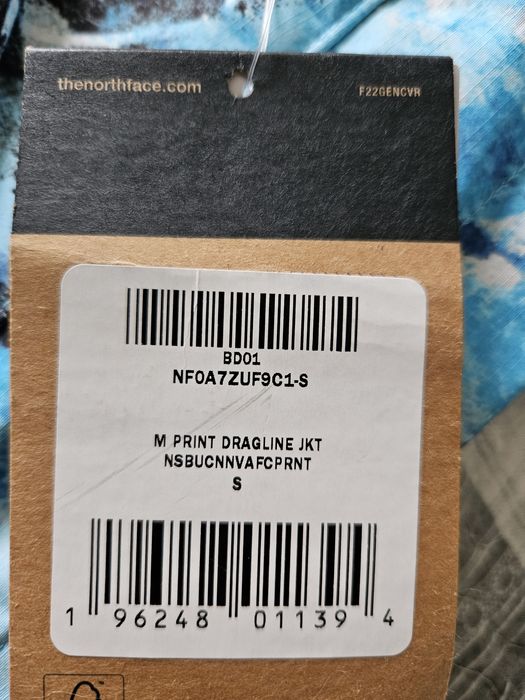 thenorthface.com
F22GENCVR
BD01
NF0A7ZUF9C1-S
M PRINT DRAGLINE JKT
NSBUCNNVAFCPRNT
S
1 96248 01139 4